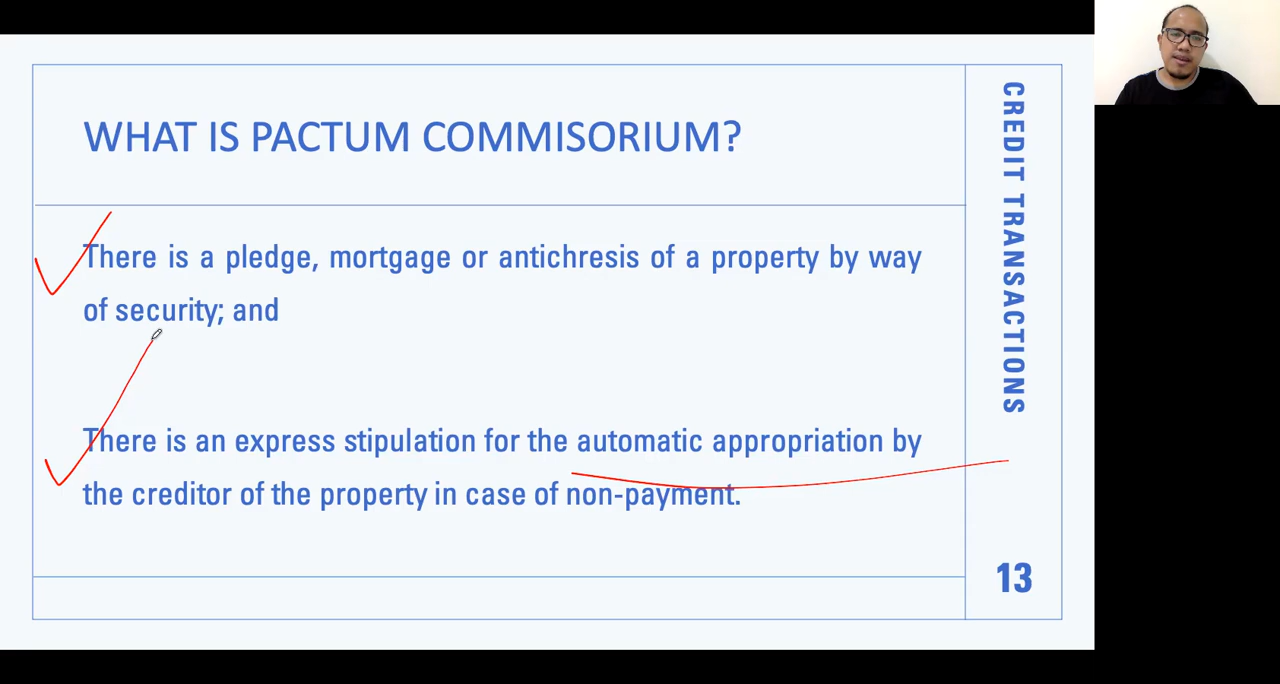 WHAT IS PACTUM COMMISORIUM?
There is a pledge, mortgage or antichresis of a property by way
of security; and
There is an express stipulation for the automatic appropriation by
the creditor of the property in case of non-payment.
CREDIT TRANSACTIONS
13